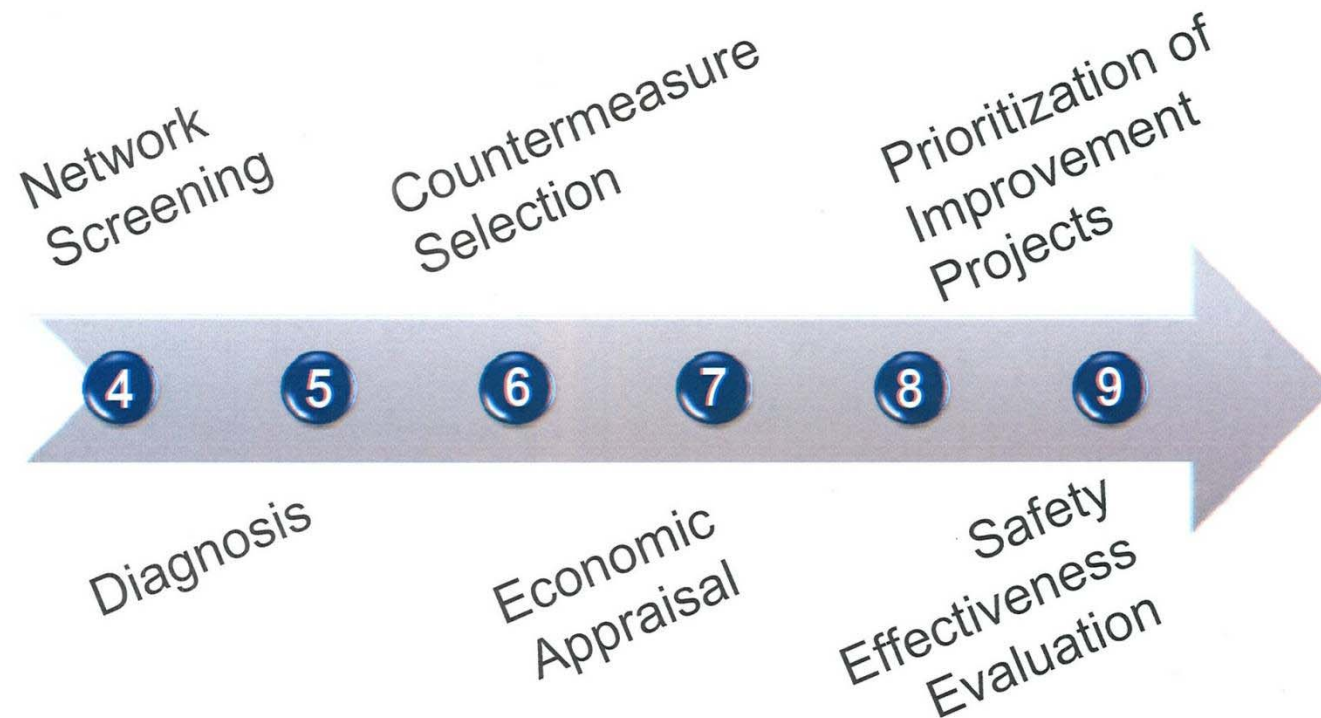 Network
Screening
Countermeasure
Selection
Prioritization of
Improvement
Projects
4
5
6
7
8
9
Diagnosis
Economic
Appraisal
Safety
Effectiveness
Evaluation